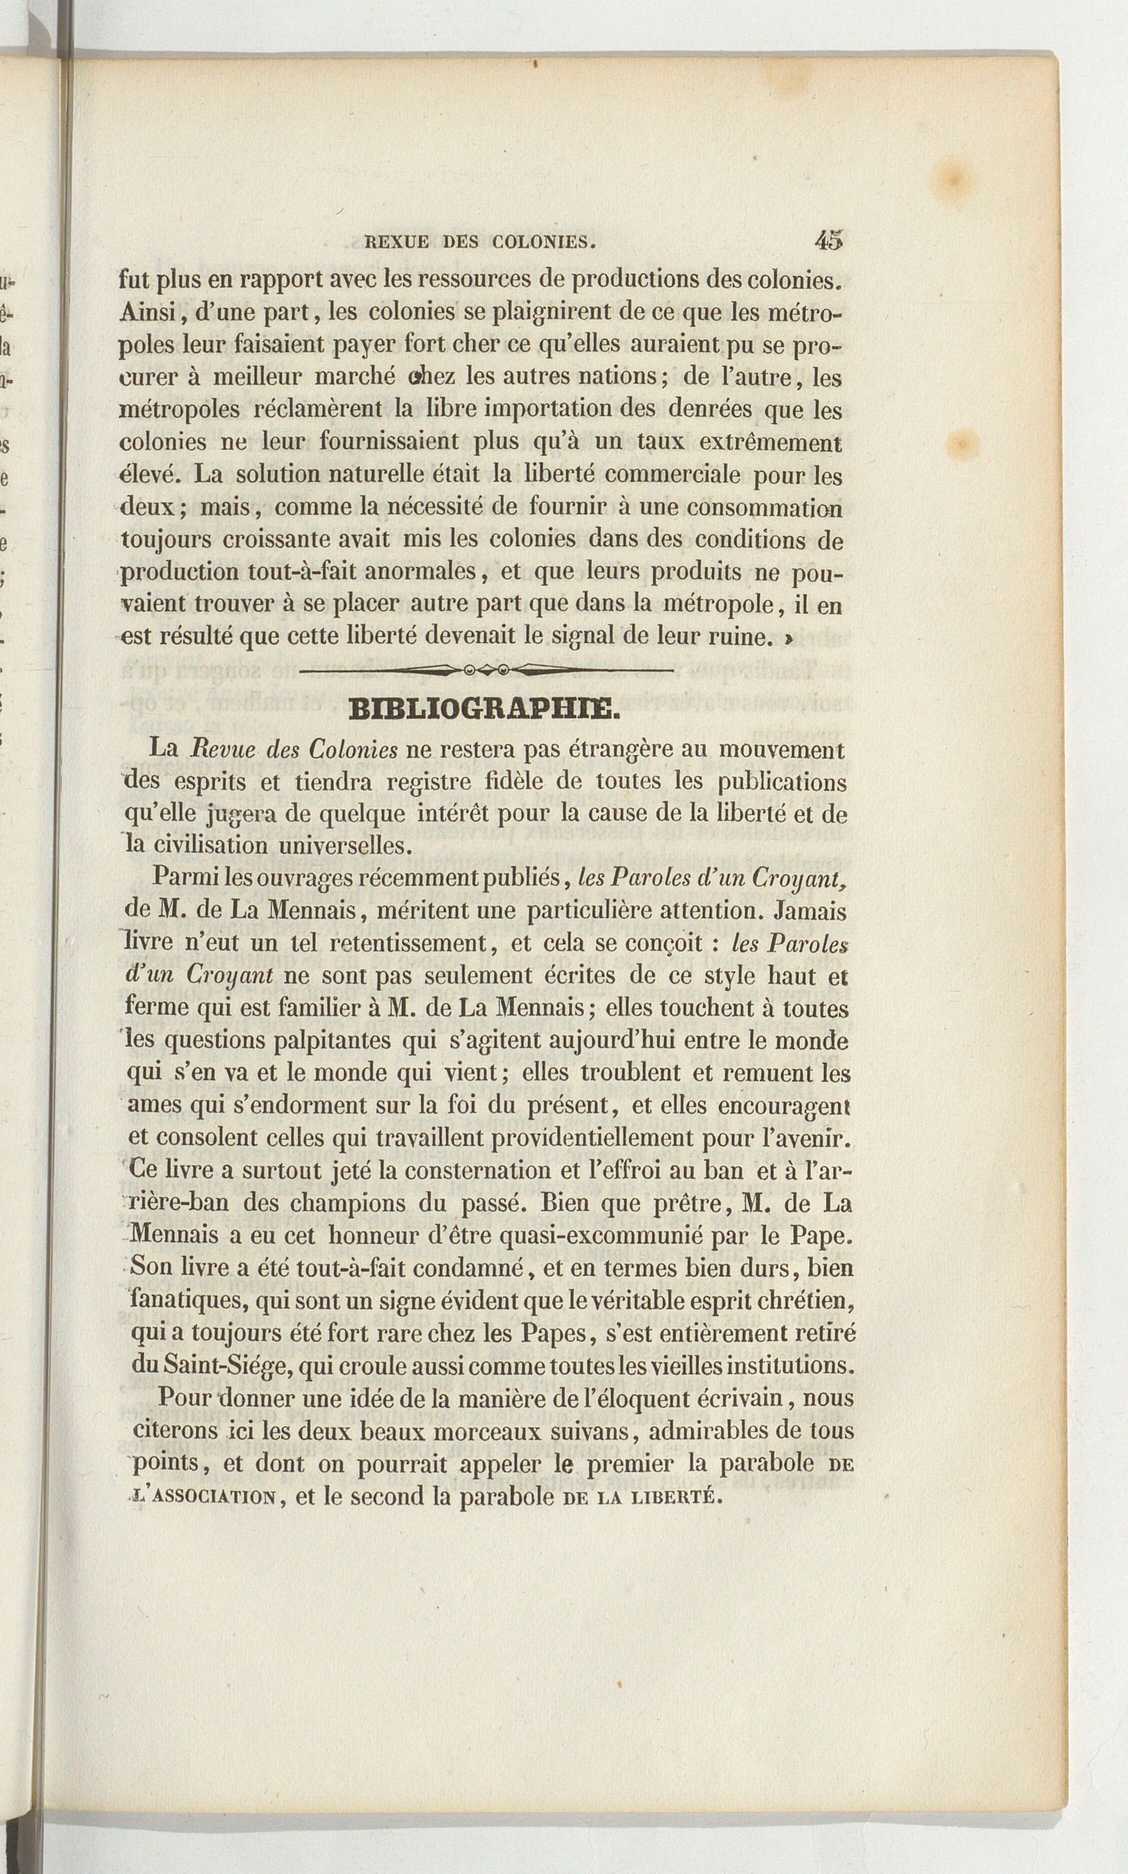 REXUE DES COLONIES. 45
fut plus en rapport avec les ressources de productions des colonies.
Ainsi, d'une part, les colonies se plaignirent de ce que les métro-
poles leur faisaient payer fort cher ce qu'elles auraient pu se pro-
curer à meilleur marché chez les autres nations; de l'autre, les
métropoles réclamèrent la libre importation des denrées que les
colonies ne leur fournissaient plus qu'à un taux extrêmement
élevé. La solution naturelle était la liberté commerciale pour les
deux; mais, comme la nécessité de fournir à une consommation
toujours croissante avait mis les colonies dans des conditions de
production tout-à-fait anormales, et que leurs produits ne pou-
vaient trouver à se placer autre part que dans la métropole, il en
est résulté que cette liberté devenait le signal de leur ruine. »
BIBLIOGRAPHIE.
La Revue des Colonies ne restera pas étrangère au mouvement
des esprits et tiendra registre fidèle de toutes les publications
qu'elle jugera de quelque intérêt pour la cause de la liberté et de
la civilisation universelles.
Parmi les ouvrages récemment publiés, les Paroles d'un Croyant,
de M. de La Mennais, méritent une particulière attention. Jamais
livre n'eut un tel retentissement, et cela se conçoit : les Paroles
d'un Croyant ne sont pas seulement écrites de ce style haut et
ferme qui est familier à M. de La Mennais; elles touchent à toutes
les questions palpitantes qui s'agitent aujourd'hui entre le monde
qui s'en va et le monde qui vient; elles troublent et remuent les
ames qui s'endorment sur la foi du présent, et elles encouragent
et consolent celles qui travaillent providentiellement pour l'avenir.
Ce livre a surtout jeté la consternation et l'effroi au ban et à l'ar-
rière-ban des champions du passé. Bien que prêtre, M. de La
Mennais a eu cet honneur d'être quasi-excommunié par le Pape.
Son livre a été tout-à-fait condamné, et en termes bien durs, bien
fanatiques, qui sont un signe évident que le véritable esprit chrétien,
qui a toujours été fort rare chez les Papes, s'est entièrement retiré
du Saint-Siége, qui croule aussi comme toutes les vieilles institutions.
Pour donner une idée de la manière de l'éloquent écrivain, nous
citerons ici les deux beaux morceaux suivans, admirables de tous
points, et dont on pourrait appeler le premier la parabole DE
L'ASSOCIATION, et le second la parabole DE LA LIBERTÉ.